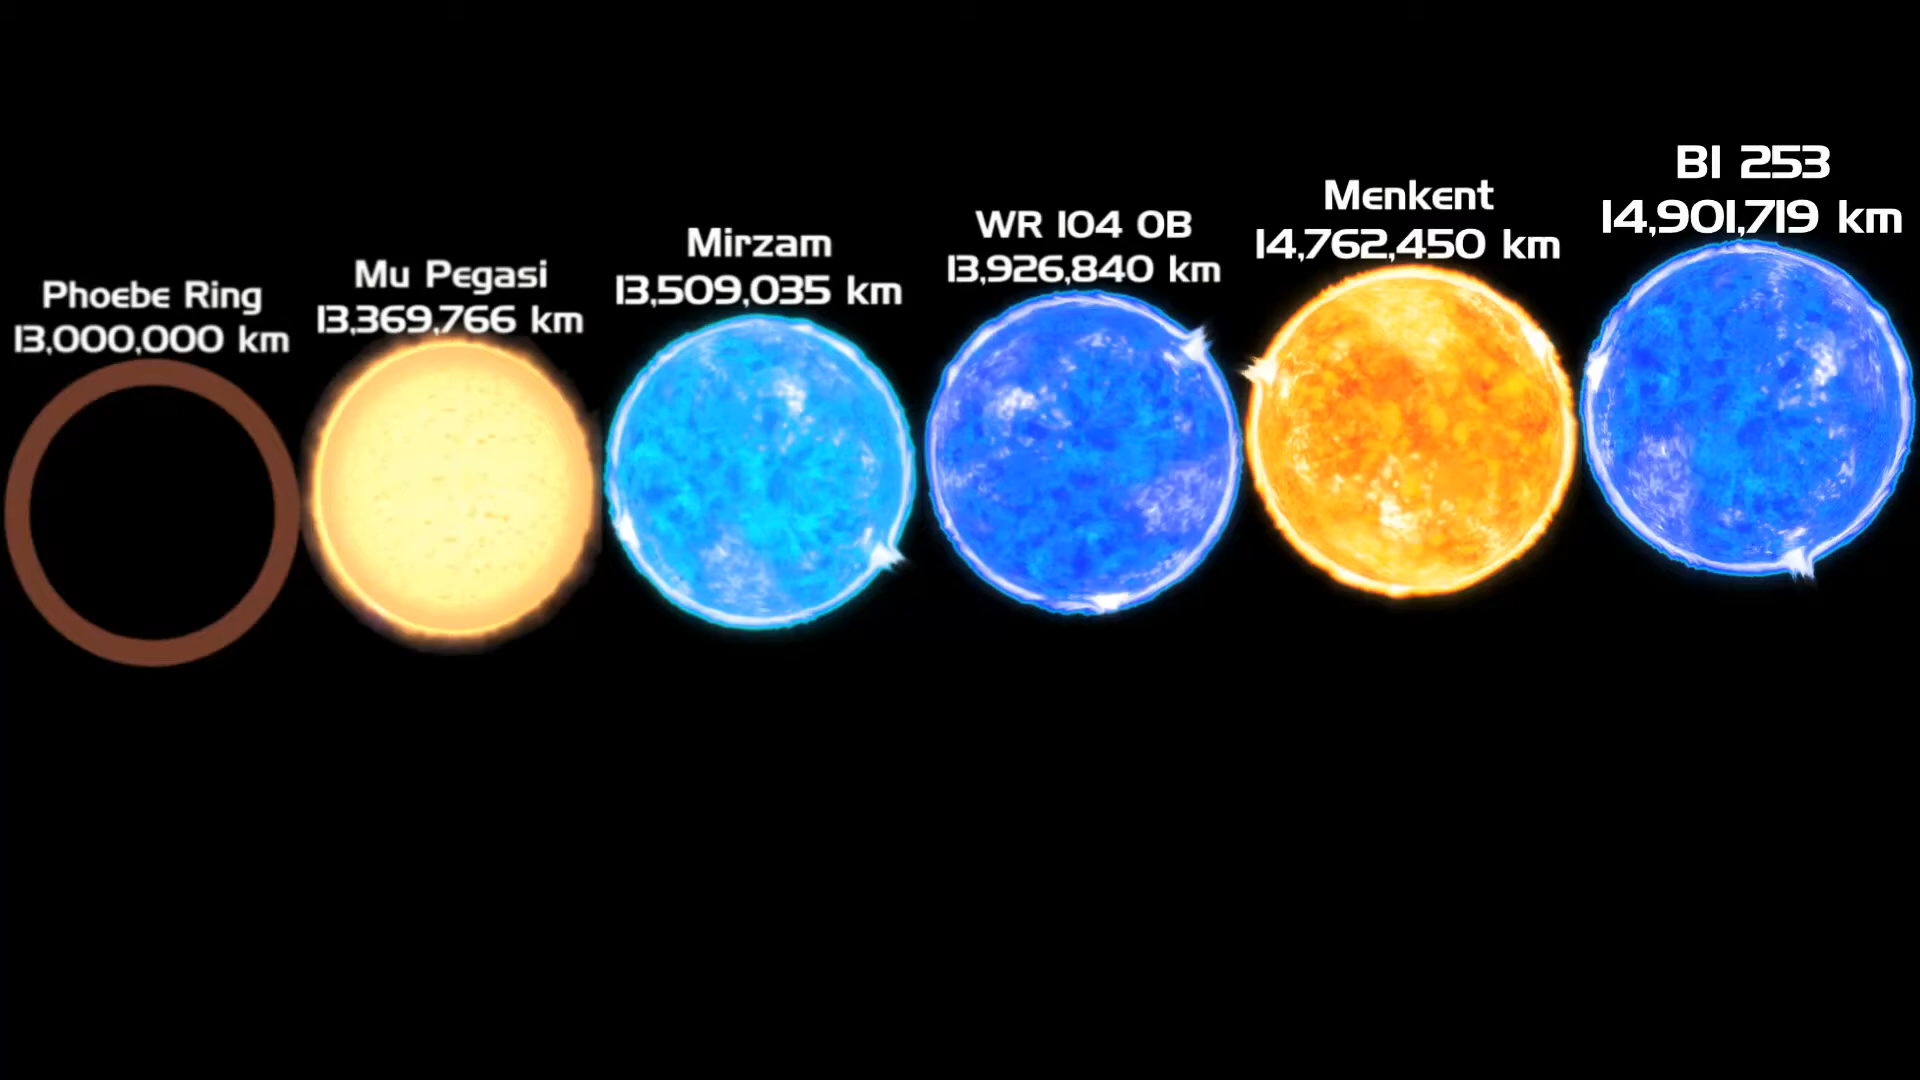 Phoebe Ring
13,000,000 km
Mu Pegasi
13,369,766 km
Mirzam
13,509,035 km
WR 104 OB
13,926,840 km
Menkent
14,762,450 km
BI 253
14,901,719 km